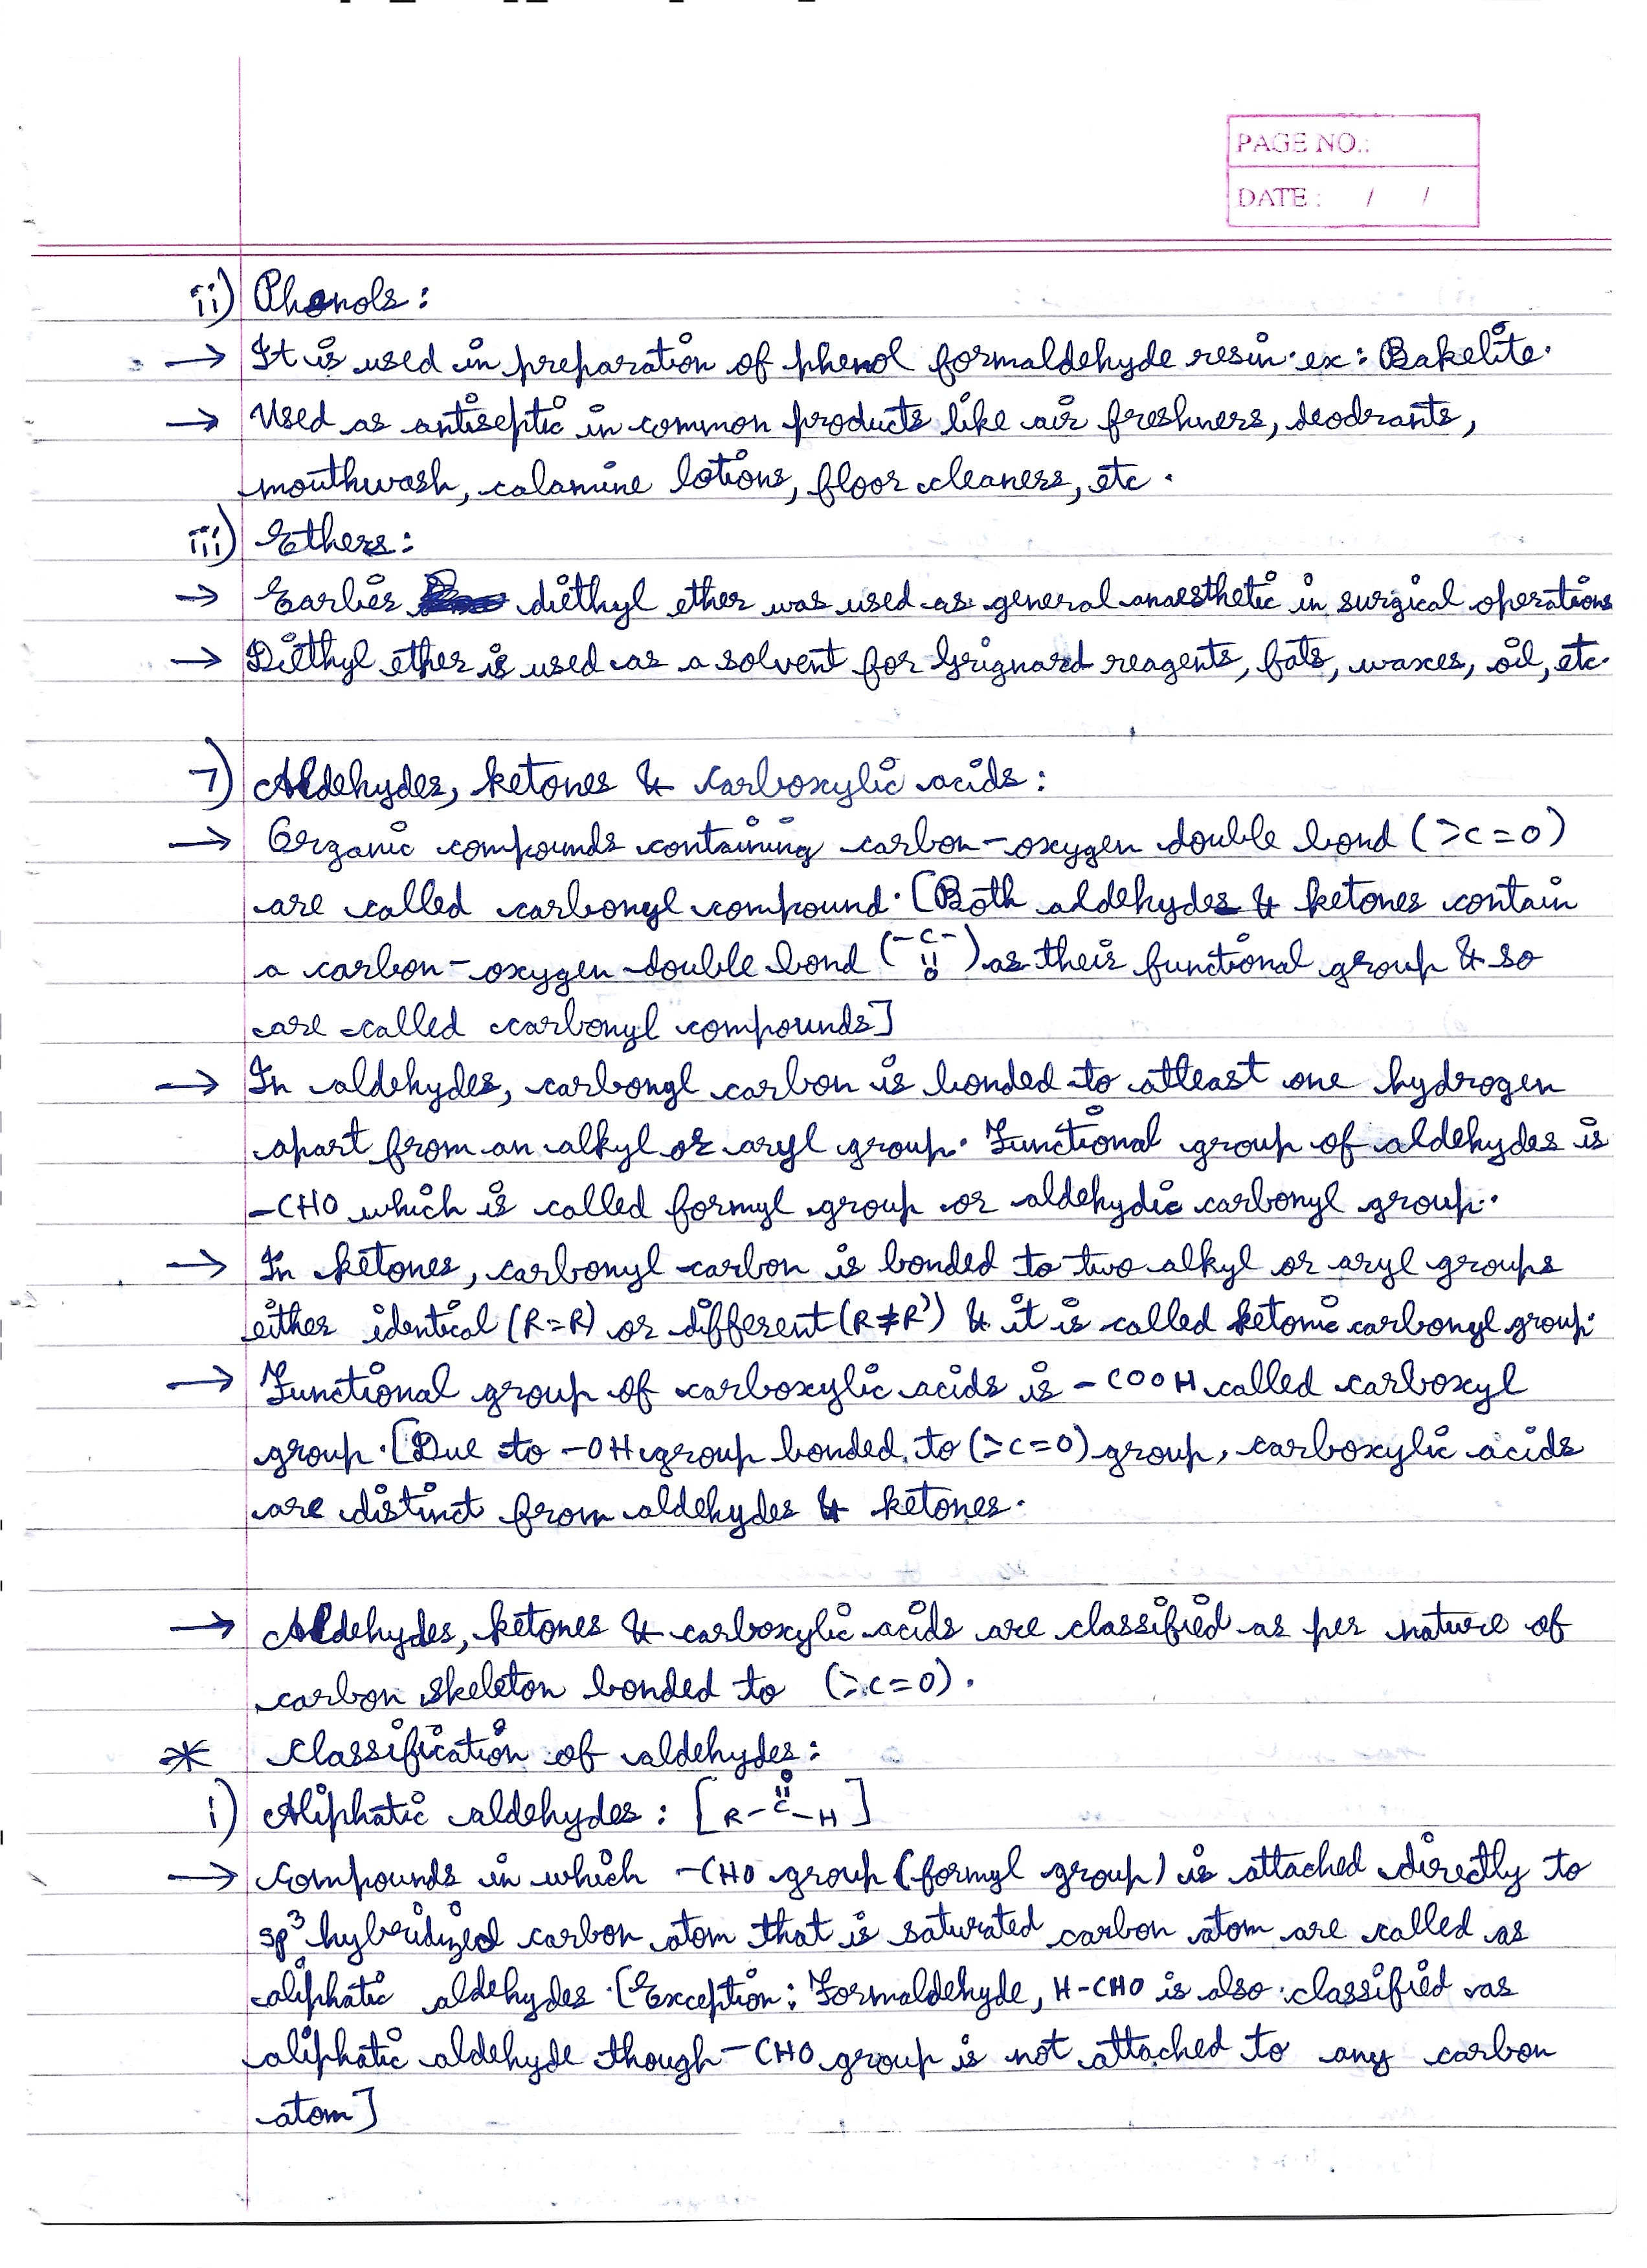 PAGE NO.:
DATE : / /
ii) Phenols :
→ It is used in preparation of phenol formaldehyde resin. ex : Bakelite.
→ Used as antiseptic in common products like air freshners, deodrants,
mouthwash, calamine lotions, floor cleaners, etc.
iii) Ethers :
→ Earlier diethyl ether was used as general anaesthetic in surgical operations
→ Diethyl ether is used as a solvent for Grignard reagents, fats, waxes, oil, etc.
7) Aldehydes, ketones & carboxylic acids :
→ Organic compounds containing carbon-oxygen double bond (>C=O)
are called carbonyl compound. [Both aldehydes & ketones contain
a carbon-oxygen double bond (-C-) as their functional group & so
||
O
are called carbonyl compounds]
→ In aldehydes, carbonyl carbon is bonded to atleast one hydrogen
apart from an alkyl or aryl group. Functional group of aldehydes is
-CHO which is called formyl group or aldehydic carbonyl group.
→ In ketones, carbonyl carbon is bonded to two alkyl or aryl groups
either identical (R=R) or different (R≠R') & it is called ketonic carbonyl group.
→ Functional group of carboxylic acids is -COOH called carboxyl
group. [Due to -OH group bonded to (>C=O) group, carboxylic acids
are distinct from aldehydes & ketones.
→ Aldehydes, ketones & carboxylic acids are classified as per nature of
carbon skeleton bonded to (>C=O).
* Classification of aldehydes :
O
||
i) Aliphatic aldehydes : [R-C-H]
→ Compounds in which -CHO group (formyl group) is attached directly to
sp³ hybridized carbon atom that is saturated carbon atom are called as
aliphatic aldehydes. [Exception : Formaldehyde, H-CHO is also classified as
aliphatic aldehyde though -CHO group is not attached to any carbon
atom]